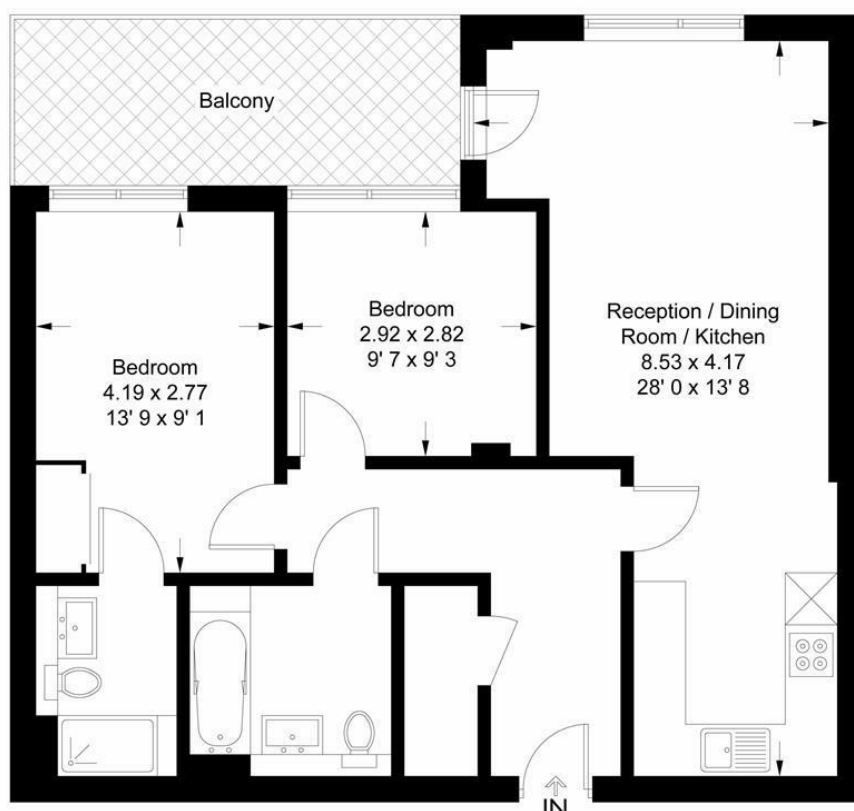 Balcony
Bedroom
4.19 x 2.77
13' 9 x 9' 1
Bedroom
2.92 x 2.82
9' 7 x 9' 3
Reception / Dining
Room / Kitchen
8.53 x 4.17
28' 0 x 13' 8
IN